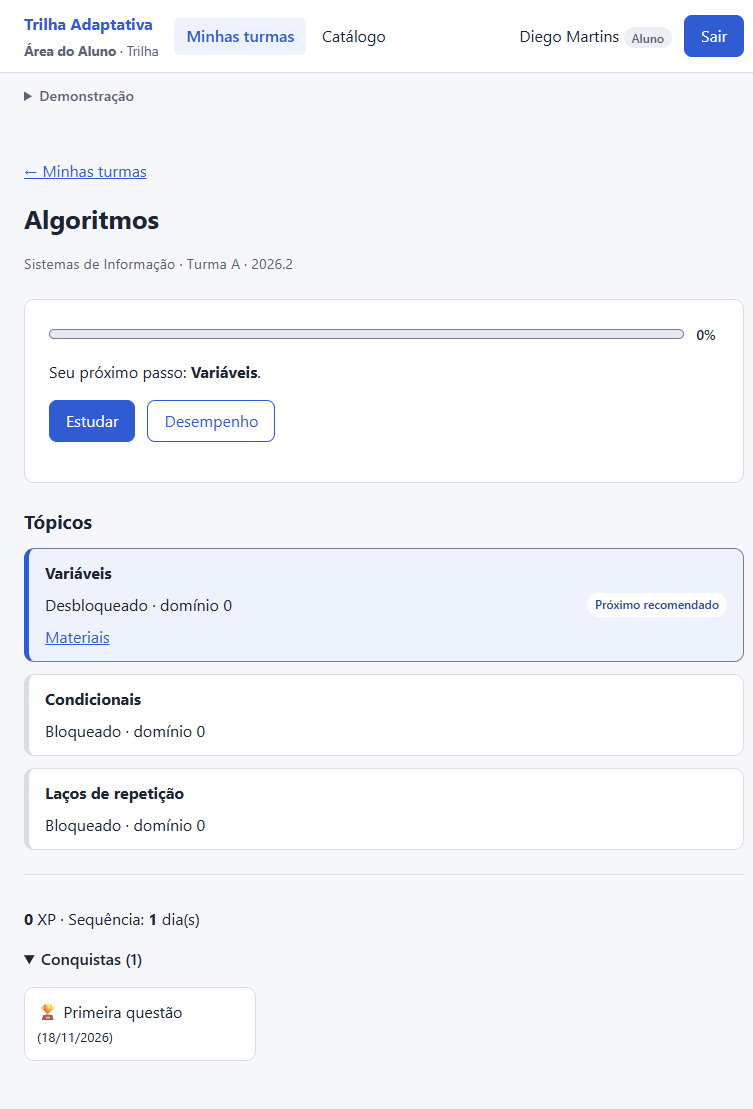 Trilha Adaptativa
Área do Aluno · Trilha
Minhas turmas
Catálogo
Diego Martins
Aluno
Sair
▶ Demonstração
← Minhas turmas
Algoritmos
Sistemas de Informação · Turma A · 2026.2
0%
Seu próximo passo: Variáveis.
Estudar
Desempenho
Tópicos
Variáveis
Desbloqueado · domínio 0
Próximo recomendado
Materiais
Condicionais
Bloqueado · domínio 0
Laços de repetição
Bloqueado · domínio 0
0 XP · Sequência: 1 dia(s)
▼ Conquistas (1)
🏆 Primeira questão
(18/11/2026)